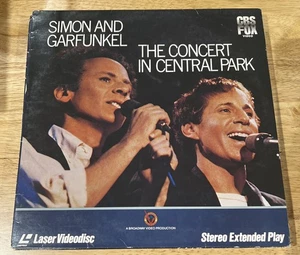 SIMON AND
GARFUNKEL
THE CONCERT
IN CENTRAL PARK
CBS
FOX
VIDEO
A BROADWAY VIDEO PRODUCTION
Laser Videodisc
Stereo Extended Play